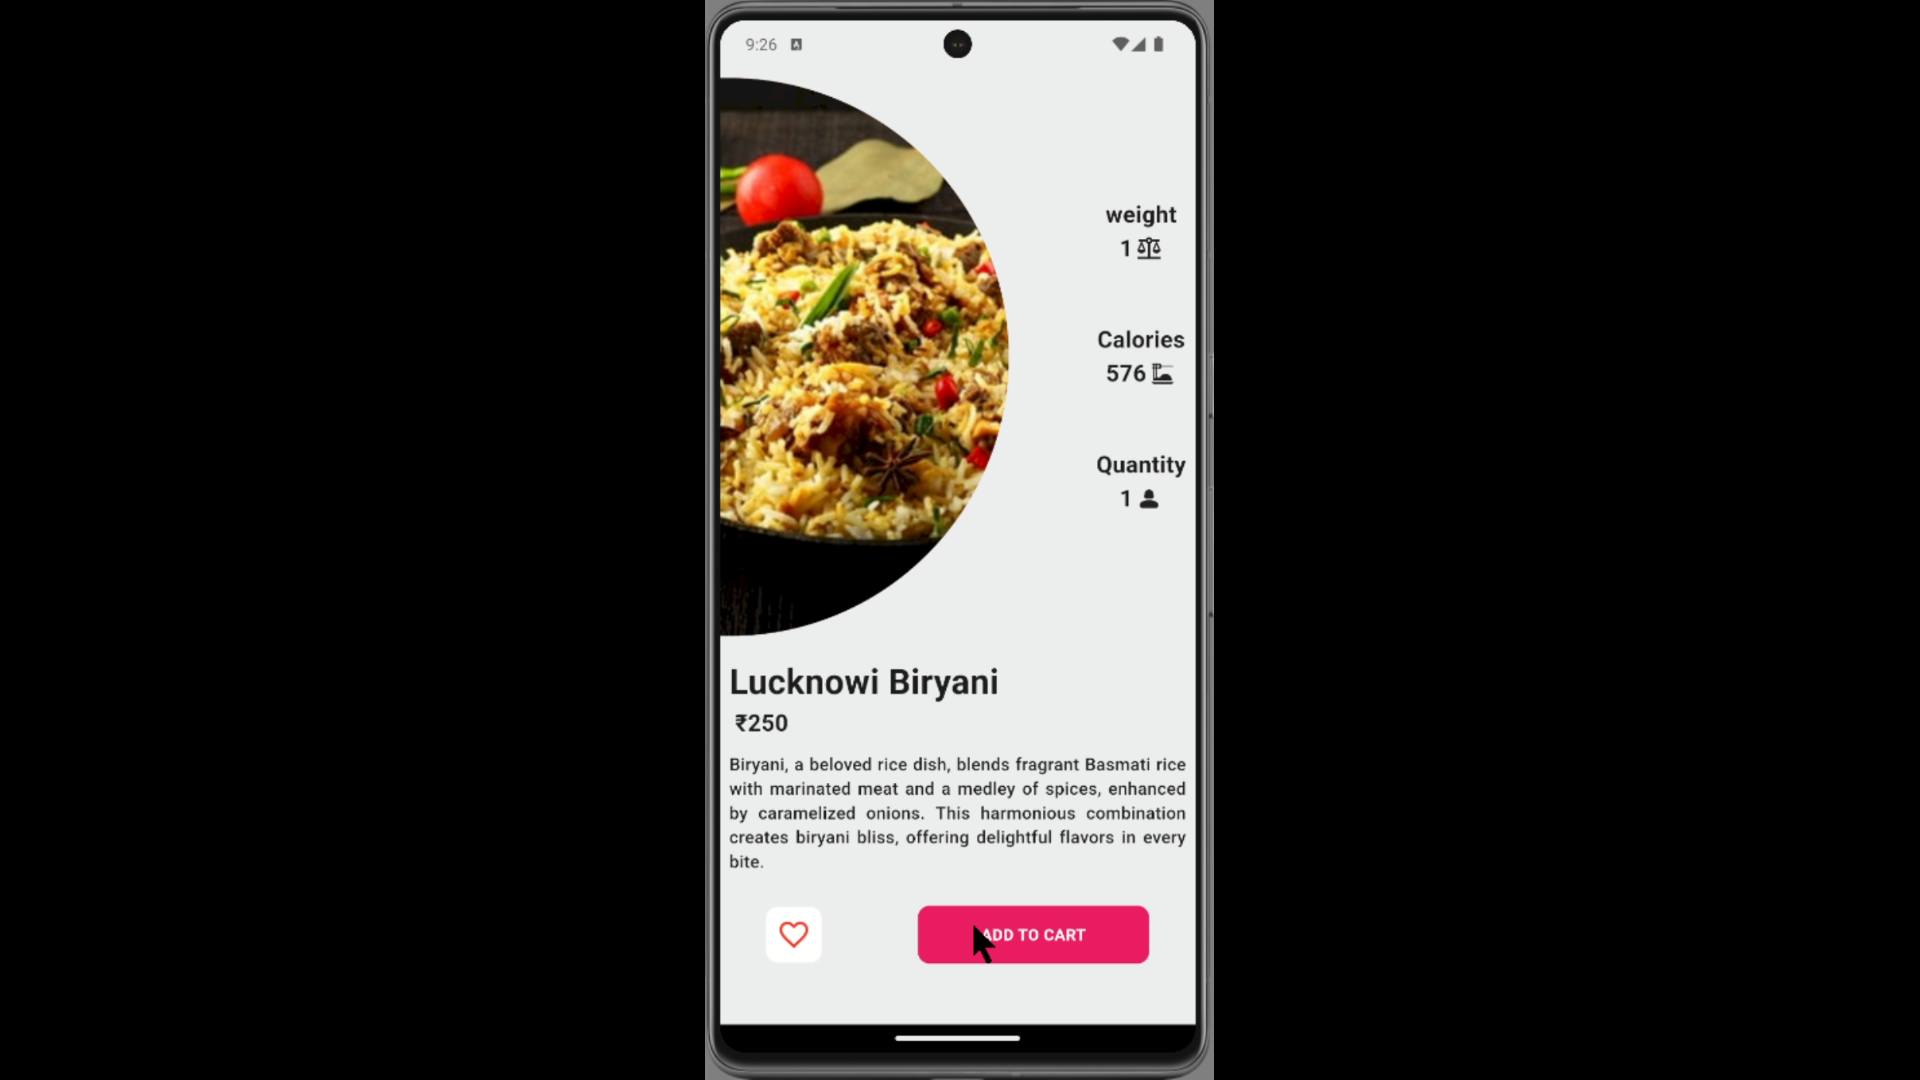 9:26
weight
1
Calories
576
Quantity
1
Lucknowi Biryani
₹250
Biryani, a beloved rice dish, blends fragrant Basmati rice
with marinated meat and a medley of spices, enhanced
by caramelized onions. This harmonious combination
creates biryani bliss, offering delightful flavors in every
bite.
ADD TO CART